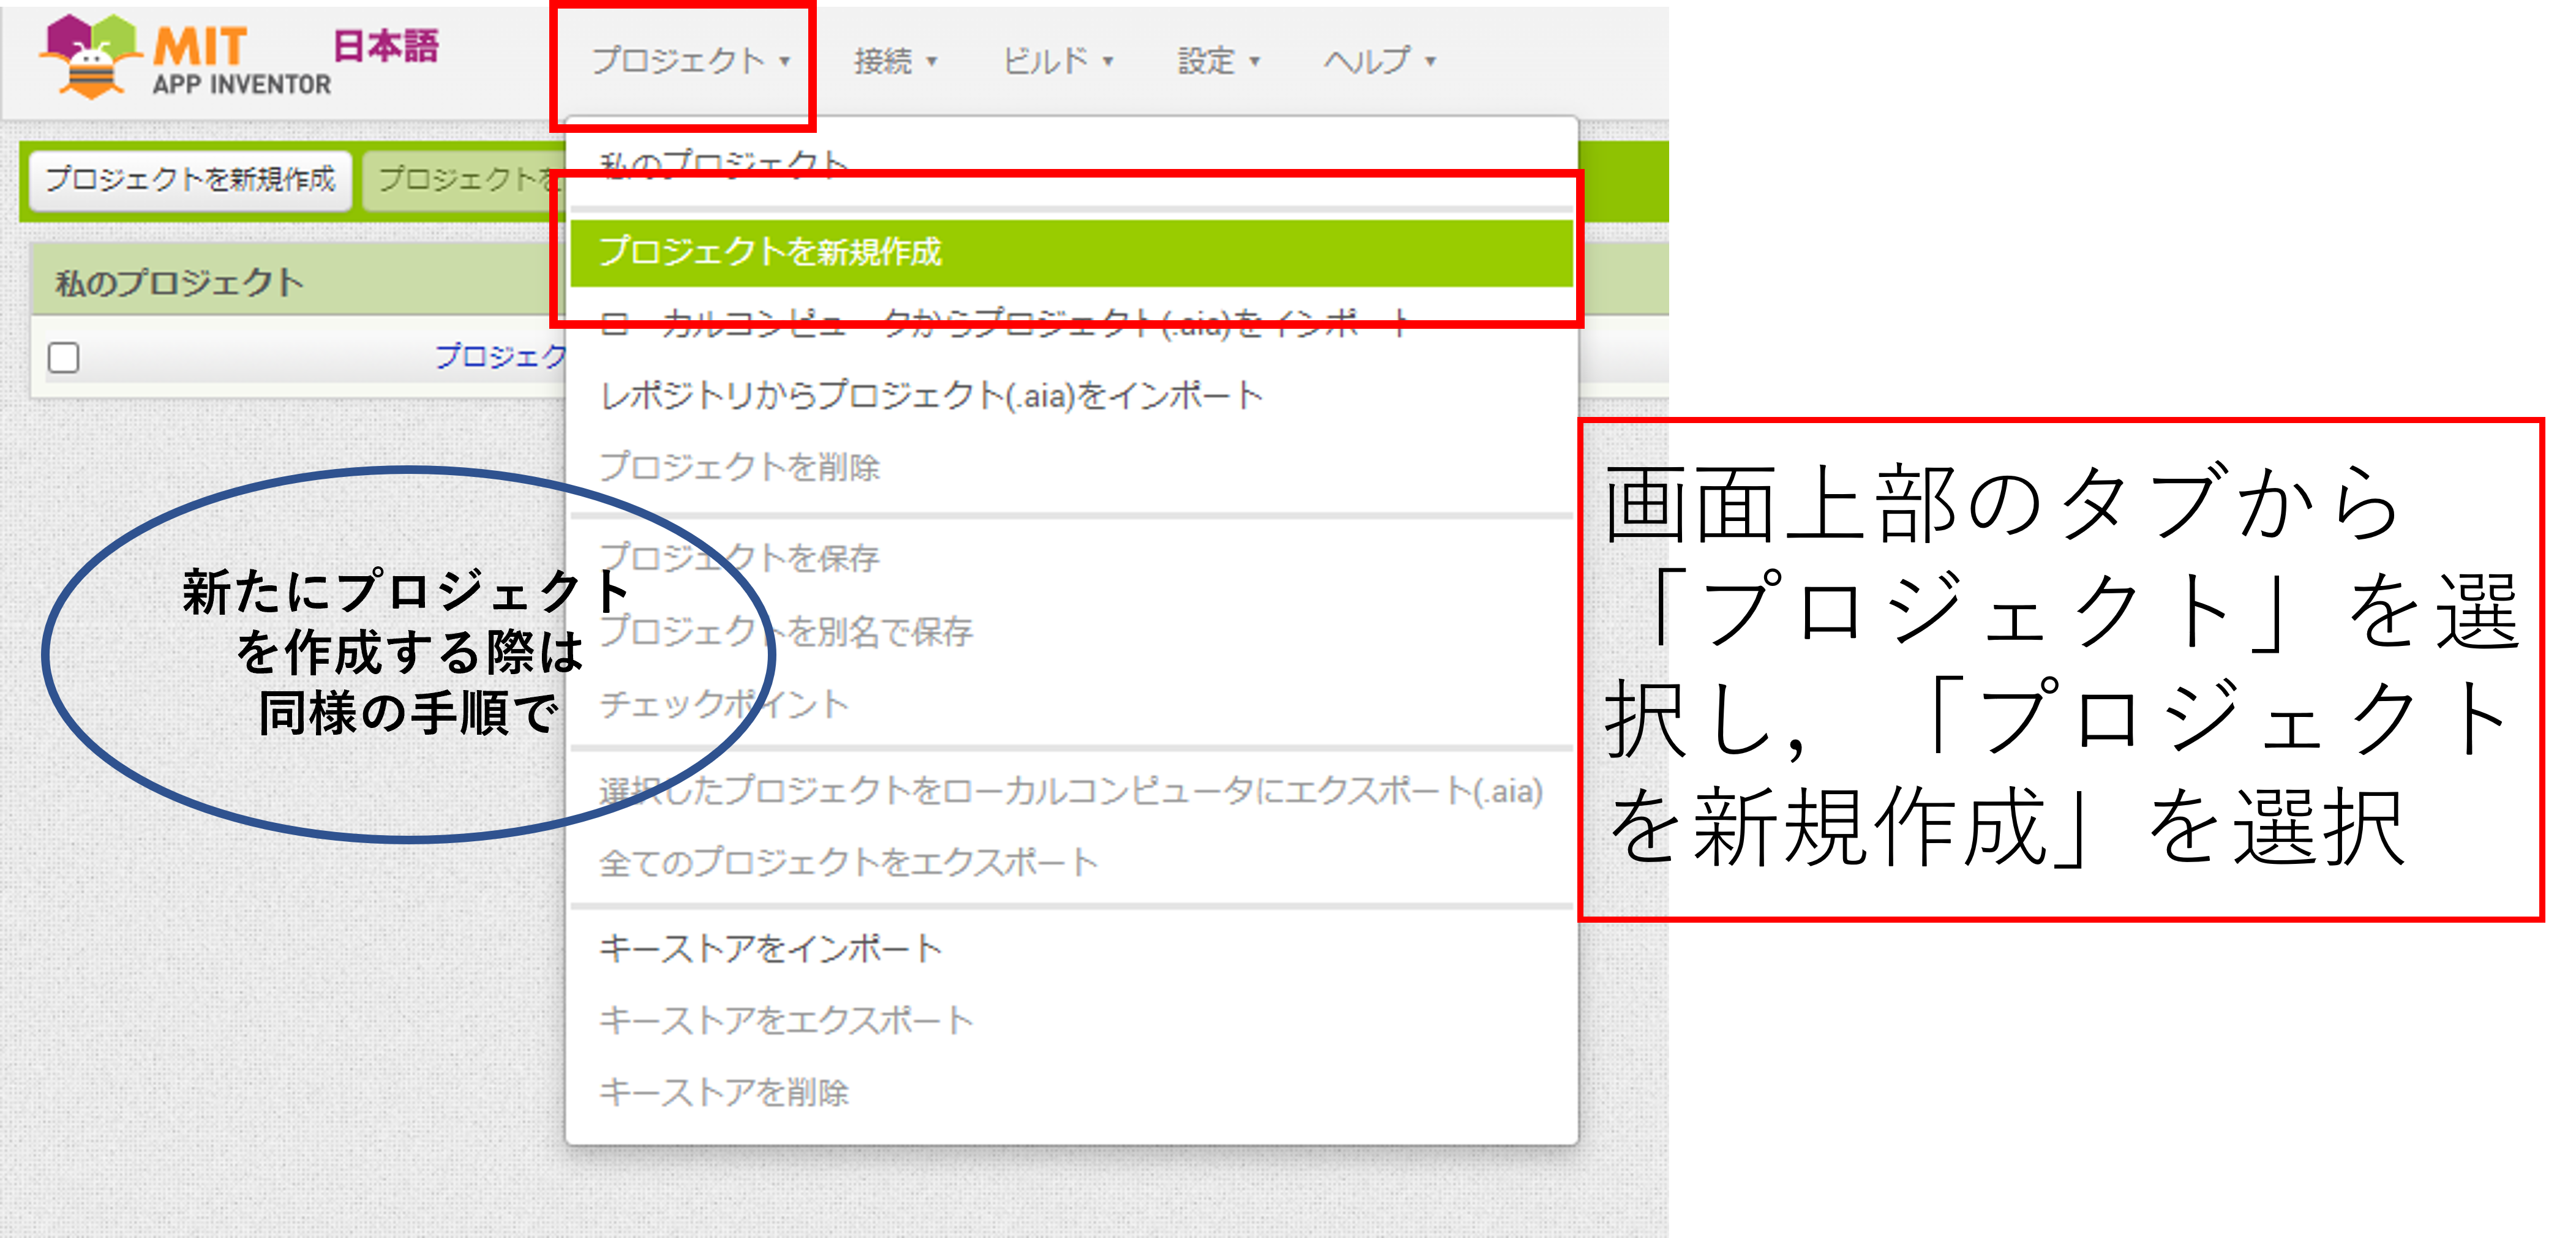 MIT
APP INVENTOR
日本語
プロジェクト ▾ 接続 ▾ ビルド ▾ 設定 ▾ ヘルプ ▾
プロジェクトを新規作成 プロジェクトを
私のプロジェクト
プロジェク
私のプロジェクト
プロジェクトを新規作成
ローカルコンピュータからプロジェクト(.aia)をインポート
レポジトリからプロジェクト(.aia)をインポート
プロジェクトを削除
プロジェクトを保存
プロジェクトを別名で保存
チェックポイント
選択したプロジェクトをローカルコンピュータにエクスポート(.aia)
全てのプロジェクトをエクスポート
キーストアをインポート
キーストアをエクスポート
キーストアを削除
新たにプロジェクト
を作成する際は
同様の手順で
画面上部のタブから
「プロジェクト」を選
択し，「プロジェクト
を新規作成」を選択